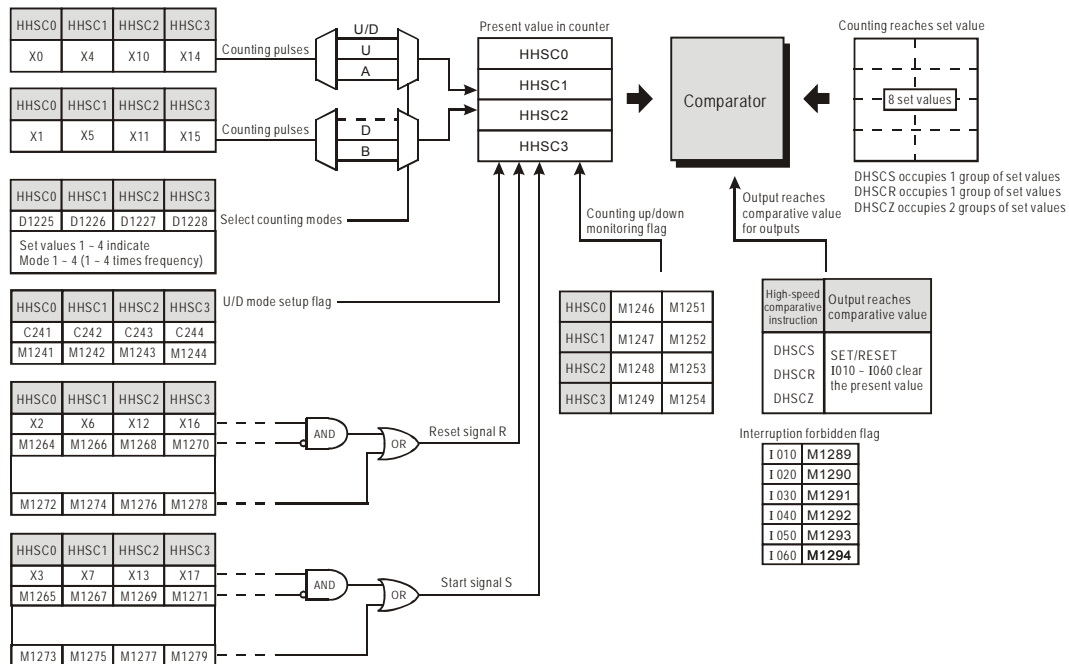 HHSC0 HHSC1 HHSC2 HHSC3
X0 X4 X10 X14
Counting pulses
U/D
U
A
HHSC0 HHSC1 HHSC2 HHSC3
X1 X5 X11 X15
Counting pulses
D
B
HHSC0 HHSC1 HHSC2 HHSC3
D1225 D1226 D1227 D1228
Set values 1 ~ 4 indicate
Mode 1 ~ 4 (1 ~ 4 times frequency)
Select counting modes
HHSC0 HHSC1 HHSC2 HHSC3
C241 C242 C243 C244
M1241 M1242 M1243 M1244
U/D mode setup flag
HHSC0 HHSC1 HHSC2 HHSC3
X2 X6 X12 X16
M1264 M1266 M1268 M1270
M1272 M1274 M1276 M1278
AND
OR
Reset signal R
HHSC0 HHSC1 HHSC2 HHSC3
X3 X7 X13 X17
M1265 M1267 M1269 M1271
M1273 M1275 M1277 M1279
AND
OR
Start signal S
Present value in counter
HHSC0
HHSC1
HHSC2
HHSC3
Comparator
Counting reaches set value
8 set values
DHSCS occupies 1 group of set values
DHSCR occupies 1 group of set values
DHSCZ occupies 2 groups of set values
Counting up/down
monitoring flag
Output reaches
comparative value
for outputs
HHSC0 M1246 M1251
HHSC1 M1247 M1252
HHSC2 M1248 M1253
HHSC3 M1249 M1254
High-speed
comparative
instruction
Output reaches
comparative value
DHSCS
DHSCR
DHSCZ
SET/RESET
I010 ~ I060 clear
the present value
Interruption forbidden flag
I 010 M1289
I 020 M1290
I 030 M1291
I 040 M1292
I 050 M1293
I 060 M1294